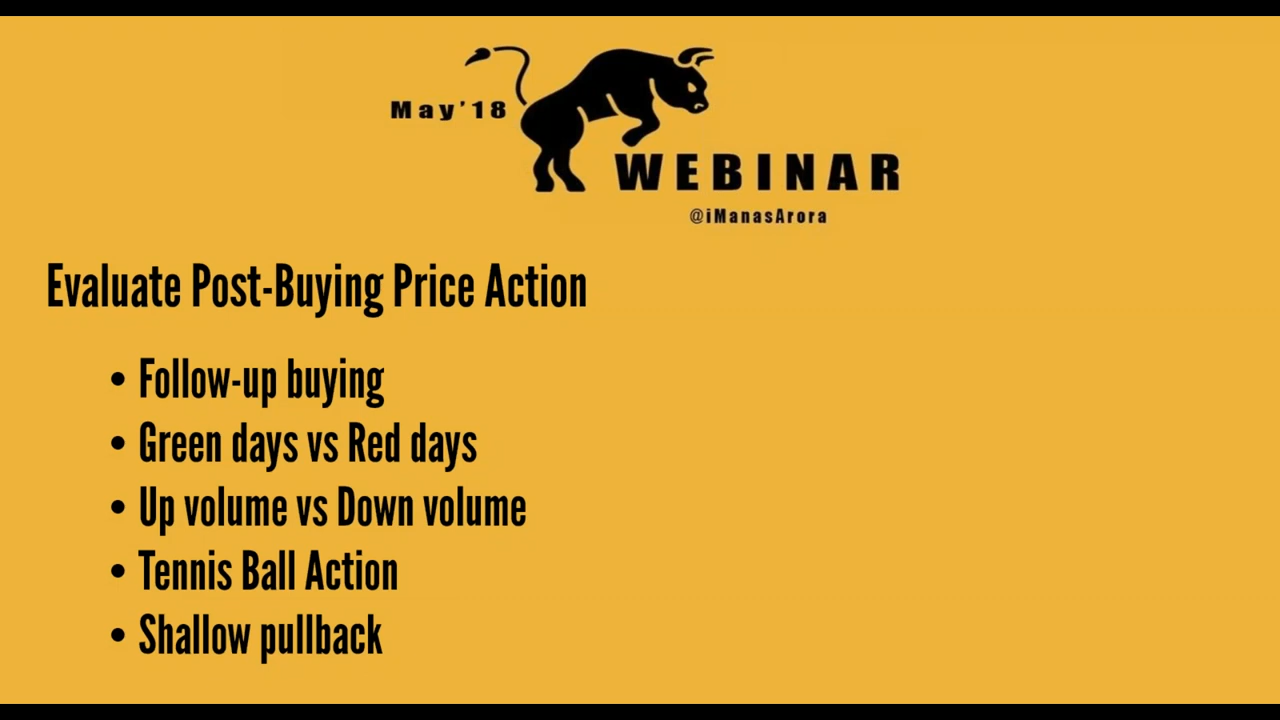 May'18
WEBINAR
@iManasArora
Evaluate Post-Buying Price Action
• Follow-up buying
• Green days vs Red days
• Up volume vs Down volume
• Tennis Ball Action
• Shallow pullback